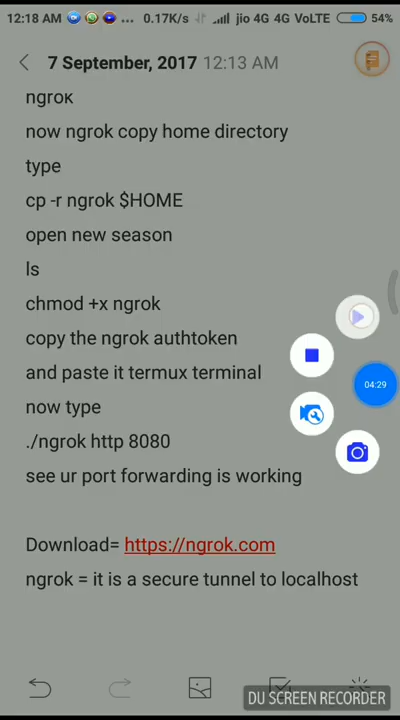 12:18 AM ... 0.17K/s jio 4G 4G VoLTE 54%
7 September, 2017 12:13 AM
ngrok
now ngrok copy home directory
type
cp -r ngrok $HOME
open new season
ls
chmod +x ngrok
copy the ngrok authtoken
and paste it termux terminal
04:29
now type
./ngrok http 8080
see ur port forwarding is working
Download= https://ngrok.com
ngrok = it is a secure tunnel to localhost
DU SCREEN RECORDER